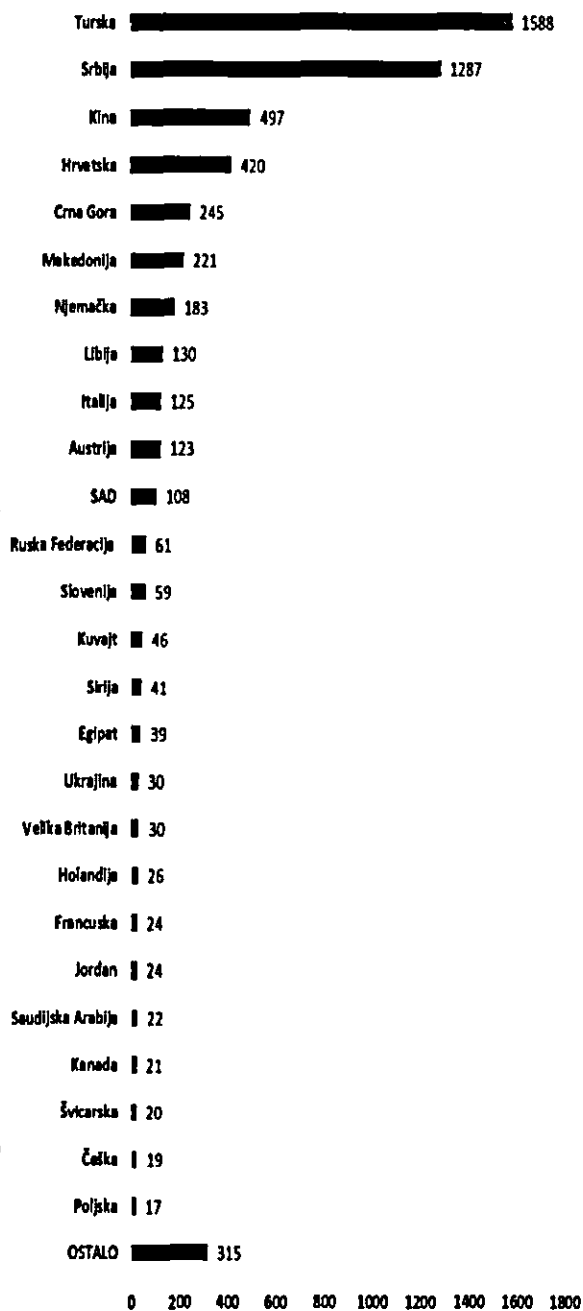 Turska 1588
Srbija 1287
Kina 497
Hrvatska 420
Crna Gora 245
Makedonija 221
Njemačka 183
Libija 130
Italija 125
Austrija 123
SAD 108
Ruska Federacija 61
Slovenija 59
Kuvajt 46
Sirija 41
Egipat 39
Ukrajina 30
Velika Britanija 30
Holandija 26
Francuska 24
Jordan 24
Saudijska Arabija 22
Kanada 21
Švicarska 20
Češka 19
Poljska 17
OSTALO 315
0 200 400 600 800 1000 1200 1400 1600 1800